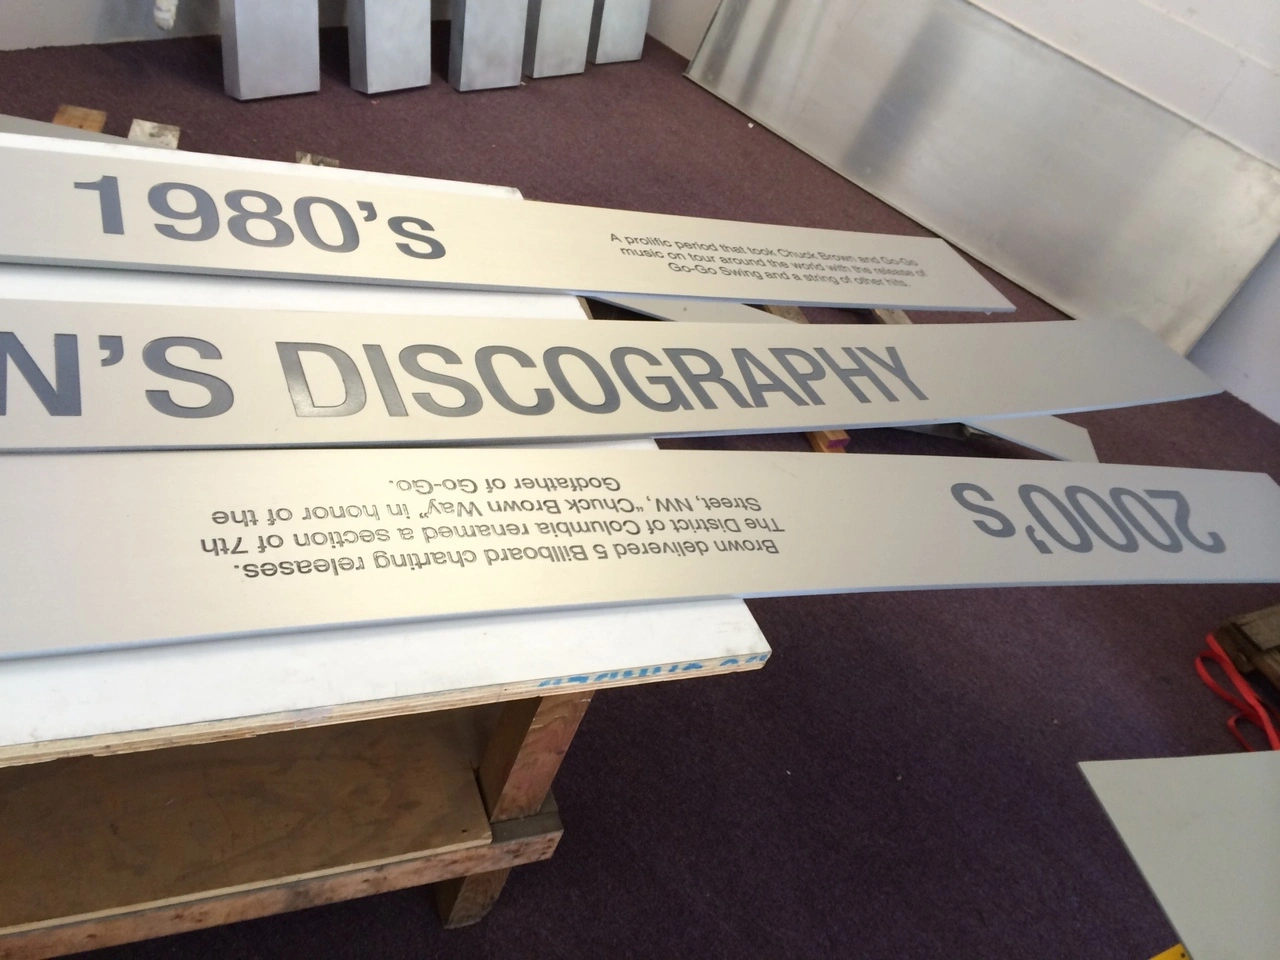 1980's
A prolific period that took Chuck Brown and Go-Go
music on tour around the world with the release of
Go-Go Swing and a string of other hits.
N'S DISCOGRAPHY
2000's
Brown delivered 5 Billboard charting releases.
The District of Columbia renamed a section of 7th
Street, NW, “Chuck Brown Way” in honor of the
Godfather of Go-Go.